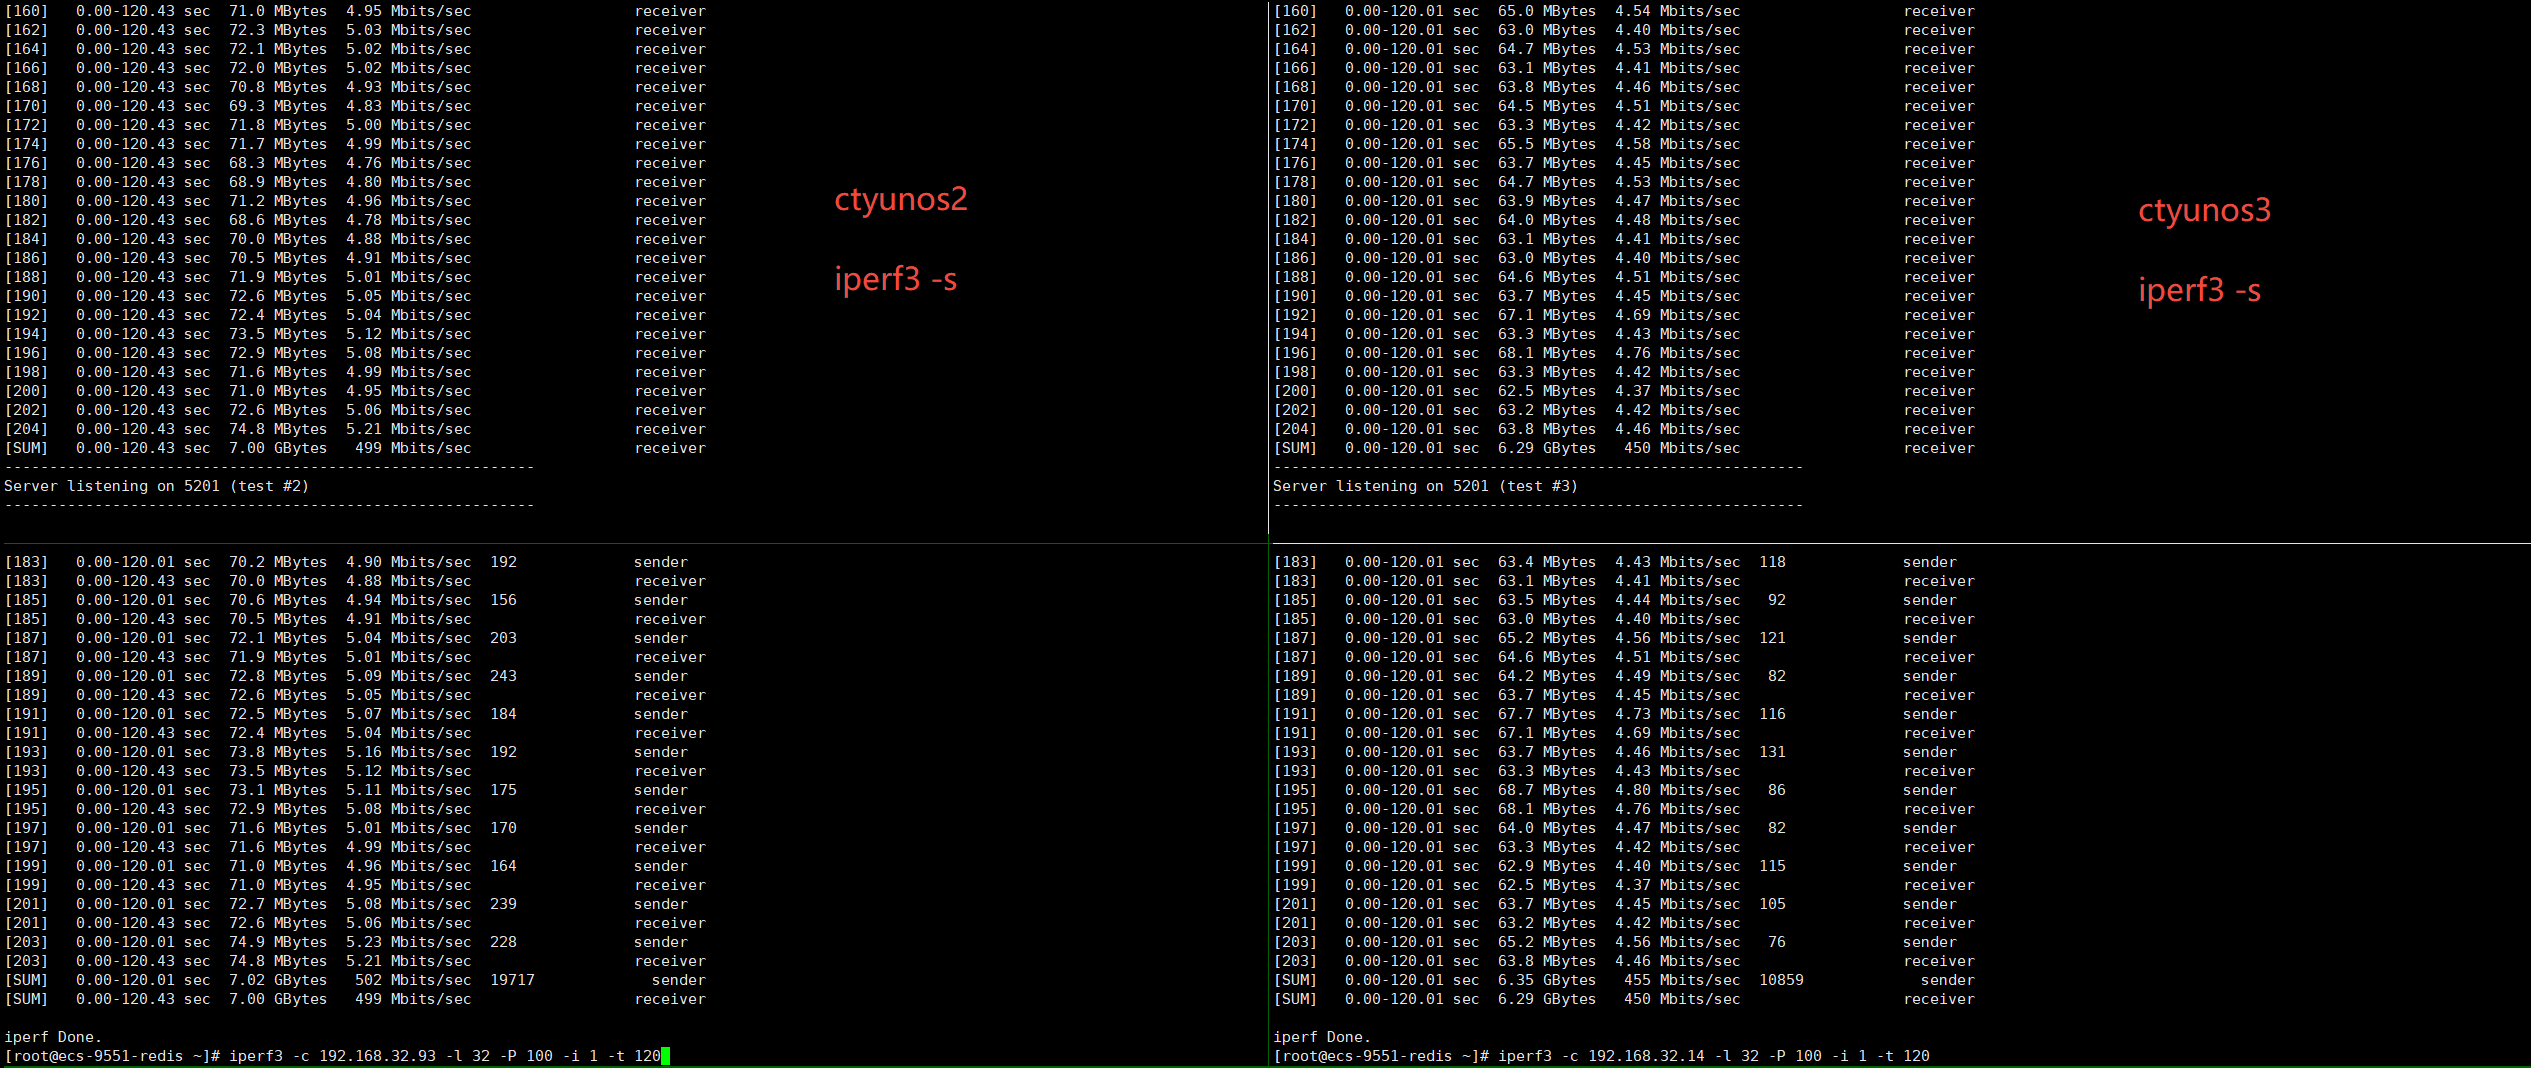 [160]   0.00-120.43 sec  71.0 MBytes  4.95 Mbits/sec                  receiver
[162]   0.00-120.43 sec  72.3 MBytes  5.03 Mbits/sec                  receiver
[164]   0.00-120.43 sec  72.1 MBytes  5.02 Mbits/sec                  receiver
[166]   0.00-120.43 sec  72.0 MBytes  5.02 Mbits/sec                  receiver
[168]   0.00-120.43 sec  70.8 MBytes  4.93 Mbits/sec                  receiver
[170]   0.00-120.43 sec  69.3 MBytes  4.83 Mbits/sec                  receiver
[172]   0.00-120.43 sec  71.8 MBytes  5.00 Mbits/sec                  receiver
[174]   0.00-120.43 sec  71.7 MBytes  4.99 Mbits/sec                  receiver
[176]   0.00-120.43 sec  68.3 MBytes  4.76 Mbits/sec                  receiver
[178]   0.00-120.43 sec  68.9 MBytes  4.80 Mbits/sec                  receiver
[180]   0.00-120.43 sec  71.2 MBytes  4.96 Mbits/sec                  receiver
[182]   0.00-120.43 sec  68.6 MBytes  4.78 Mbits/sec                  receiver
[184]   0.00-120.43 sec  70.0 MBytes  4.88 Mbits/sec                  receiver
[186]   0.00-120.43 sec  70.5 MBytes  4.91 Mbits/sec                  receiver
[188]   0.00-120.43 sec  71.9 MBytes  5.01 Mbits/sec                  receiver
[190]   0.00-120.43 sec  72.6 MBytes  5.05 Mbits/sec                  receiver
[192]   0.00-120.43 sec  72.4 MBytes  5.04 Mbits/sec                  receiver
[194]   0.00-120.43 sec  73.5 MBytes  5.12 Mbits/sec                  receiver
[196]   0.00-120.43 sec  72.9 MBytes  5.08 Mbits/sec                  receiver
[198]   0.00-120.43 sec  71.6 MBytes  4.99 Mbits/sec                  receiver
[200]   0.00-120.43 sec  71.0 MBytes  4.95 Mbits/sec                  receiver
[202]   0.00-120.43 sec  72.6 MBytes  5.06 Mbits/sec                  receiver
[204]   0.00-120.43 sec  74.8 MBytes  5.21 Mbits/sec                  receiver
[SUM]   0.00-120.43 sec  7.00 GBytes   499 Mbits/sec                  receiver
-----------------------------------------------------------
Server listening on 5201 (test #2)
-----------------------------------------------------------
ctyunos2
iperf3 -s
[160]   0.00-120.01 sec  65.0 MBytes  4.54 Mbits/sec                  receiver
[162]   0.00-120.01 sec  63.0 MBytes  4.40 Mbits/sec                  receiver
[164]   0.00-120.01 sec  64.7 MBytes  4.53 Mbits/sec                  receiver
[166]   0.00-120.01 sec  63.1 MBytes  4.41 Mbits/sec                  receiver
[168]   0.00-120.01 sec  63.8 MBytes  4.46 Mbits/sec                  receiver
[170]   0.00-120.01 sec  64.5 MBytes  4.51 Mbits/sec                  receiver
[172]   0.00-120.01 sec  63.3 MBytes  4.42 Mbits/sec                  receiver
[174]   0.00-120.01 sec  65.5 MBytes  4.58 Mbits/sec                  receiver
[176]   0.00-120.01 sec  63.7 MBytes  4.45 Mbits/sec                  receiver
[178]   0.00-120.01 sec  64.7 MBytes  4.53 Mbits/sec                  receiver
[180]   0.00-120.01 sec  63.9 MBytes  4.47 Mbits/sec                  receiver
[182]   0.00-120.01 sec  64.0 MBytes  4.48 Mbits/sec                  receiver
[184]   0.00-120.01 sec  63.1 MBytes  4.41 Mbits/sec                  receiver
[186]   0.00-120.01 sec  63.0 MBytes  4.40 Mbits/sec                  receiver
[188]   0.00-120.01 sec  64.6 MBytes  4.51 Mbits/sec                  receiver
[190]   0.00-120.01 sec  63.7 MBytes  4.45 Mbits/sec                  receiver
[192]   0.00-120.01 sec  67.1 MBytes  4.69 Mbits/sec                  receiver
[194]   0.00-120.01 sec  63.3 MBytes  4.43 Mbits/sec                  receiver
[196]   0.00-120.01 sec  68.1 MBytes  4.76 Mbits/sec                  receiver
[198]   0.00-120.01 sec  63.3 MBytes  4.42 Mbits/sec                  receiver
[200]   0.00-120.01 sec  62.5 MBytes  4.37 Mbits/sec                  receiver
[202]   0.00-120.01 sec  63.2 MBytes  4.42 Mbits/sec                  receiver
[204]   0.00-120.01 sec  63.8 MBytes  4.46 Mbits/sec                  receiver
[SUM]   0.00-120.01 sec  6.29 GBytes   450 Mbits/sec                  receiver
-----------------------------------------------------------
Server listening on 5201 (test #3)
-----------------------------------------------------------
ctyunos3
iperf3 -s
[183]   0.00-120.01 sec  70.2 MBytes  4.90 Mbits/sec  192             sender
[183]   0.00-120.43 sec  70.0 MBytes  4.88 Mbits/sec                  receiver
[185]   0.00-120.01 sec  70.6 MBytes  4.94 Mbits/sec  156             sender
[185]   0.00-120.43 sec  70.5 MBytes  4.91 Mbits/sec                  receiver
[187]   0.00-120.01 sec  72.1 MBytes  5.04 Mbits/sec  203             sender
[187]   0.00-120.43 sec  71.9 MBytes  5.01 Mbits/sec                  receiver
[189]   0.00-120.01 sec  72.8 MBytes  5.09 Mbits/sec  243             sender
[189]   0.00-120.43 sec  72.6 MBytes  5.05 Mbits/sec                  receiver
[191]   0.00-120.01 sec  72.5 MBytes  5.07 Mbits/sec  184             sender
[191]   0.00-120.43 sec  72.4 MBytes  5.04 Mbits/sec                  receiver
[193]   0.00-120.01 sec  73.8 MBytes  5.16 Mbits/sec  192             sender
[193]   0.00-120.43 sec  73.5 MBytes  5.12 Mbits/sec                  receiver
[195]   0.00-120.01 sec  73.1 MBytes  5.11 Mbits/sec  175             sender
[195]   0.00-120.43 sec  72.9 MBytes  5.08 Mbits/sec                  receiver
[197]   0.00-120.01 sec  71.6 MBytes  5.01 Mbits/sec  170             sender
[197]   0.00-120.43 sec  71.6 MBytes  4.99 Mbits/sec                  receiver
[199]   0.00-120.01 sec  71.0 MBytes  4.96 Mbits/sec  164             sender
[199]   0.00-120.43 sec  71.0 MBytes  4.95 Mbits/sec                  receiver
[201]   0.00-120.01 sec  72.7 MBytes  5.08 Mbits/sec  239             sender
[201]   0.00-120.43 sec  72.6 MBytes  5.06 Mbits/sec                  receiver
[203]   0.00-120.01 sec  74.9 MBytes  5.23 Mbits/sec  228             sender
[203]   0.00-120.43 sec  74.8 MBytes  5.21 Mbits/sec                  receiver
[SUM]   0.00-120.01 sec  7.02 GBytes   502 Mbits/sec  19717             sender
[SUM]   0.00-120.43 sec  7.00 GBytes   499 Mbits/sec                  receiver
iperf Done.
[root@ecs-9551-redis ~]# iperf3 -c 192.168.32.93 -l 32 -P 100 -i 1 -t 120
[183]   0.00-120.01 sec  63.4 MBytes  4.43 Mbits/sec  118             sender
[183]   0.00-120.01 sec  63.1 MBytes  4.41 Mbits/sec                  receiver
[185]   0.00-120.01 sec  63.5 MBytes  4.44 Mbits/sec   92             sender
[185]   0.00-120.01 sec  63.0 MBytes  4.40 Mbits/sec                  receiver
[187]   0.00-120.01 sec  65.2 MBytes  4.56 Mbits/sec  121             sender
[187]   0.00-120.01 sec  64.6 MBytes  4.51 Mbits/sec                  receiver
[189]   0.00-120.01 sec  64.2 MBytes  4.49 Mbits/sec   82             sender
[189]   0.00-120.01 sec  63.7 MBytes  4.45 Mbits/sec                  receiver
[191]   0.00-120.01 sec  67.7 MBytes  4.73 Mbits/sec  116             sender
[191]   0.00-120.01 sec  67.1 MBytes  4.69 Mbits/sec                  receiver
[193]   0.00-120.01 sec  63.7 MBytes  4.46 Mbits/sec  131             sender
[193]   0.00-120.01 sec  63.3 MBytes  4.43 Mbits/sec                  receiver
[195]   0.00-120.01 sec  68.7 MBytes  4.80 Mbits/sec   86             sender
[195]   0.00-120.01 sec  68.1 MBytes  4.76 Mbits/sec                  receiver
[197]   0.00-120.01 sec  64.0 MBytes  4.47 Mbits/sec   82             sender
[197]   0.00-120.01 sec  63.3 MBytes  4.42 Mbits/sec                  receiver
[199]   0.00-120.01 sec  62.9 MBytes  4.40 Mbits/sec  115             sender
[199]   0.00-120.01 sec  62.5 MBytes  4.37 Mbits/sec                  receiver
[201]   0.00-120.01 sec  63.7 MBytes  4.45 Mbits/sec  105             sender
[201]   0.00-120.01 sec  63.2 MBytes  4.42 Mbits/sec                  receiver
[203]   0.00-120.01 sec  65.2 MBytes  4.56 Mbits/sec   76             sender
[203]   0.00-120.01 sec  63.8 MBytes  4.46 Mbits/sec                  receiver
[SUM]   0.00-120.01 sec  6.35 GBytes   455 Mbits/sec  10859             sender
[SUM]   0.00-120.01 sec  6.29 GBytes   450 Mbits/sec                  receiver
iperf Done.
[root@ecs-9551-redis ~]# iperf3 -c 192.168.32.14 -l 32 -P 100 -i 1 -t 120